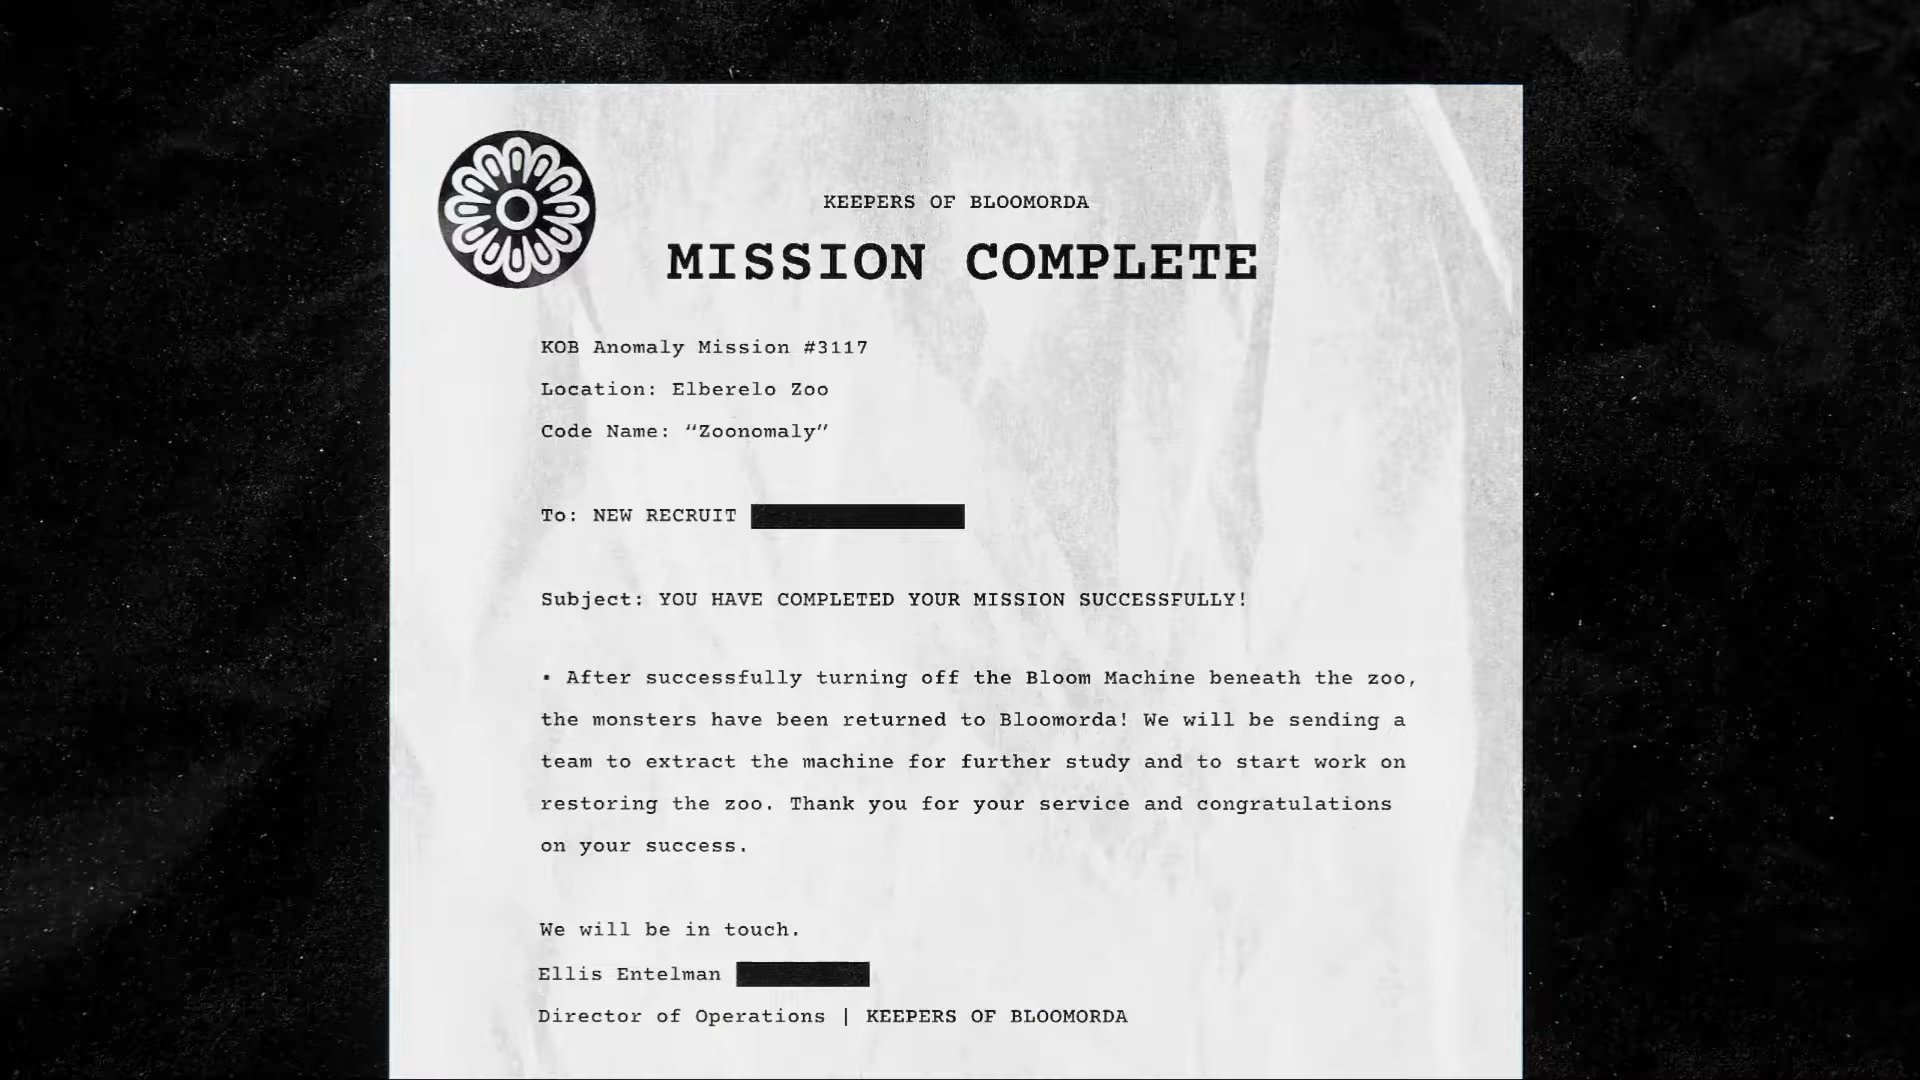 KEEPERS OF BLOOMORDA
MISSION COMPLETE
KOB Anomaly Mission #3117
Location: Elberelo Zoo
Code Name: “Zoonomaly”
To: NEW RECRUIT
Subject: YOU HAVE COMPLETED YOUR MISSION SUCCESSFULLY!
▪ After successfully turning off the Bloom Machine beneath the zoo,
the monsters have been returned to Bloomorda! We will be sending a
team to extract the machine for further study and to start work on
restoring the zoo. Thank you for your service and congratulations
on your success.
We will be in touch.
Ellis Entelman
Director of Operations | KEEPERS OF BLOOMORDA